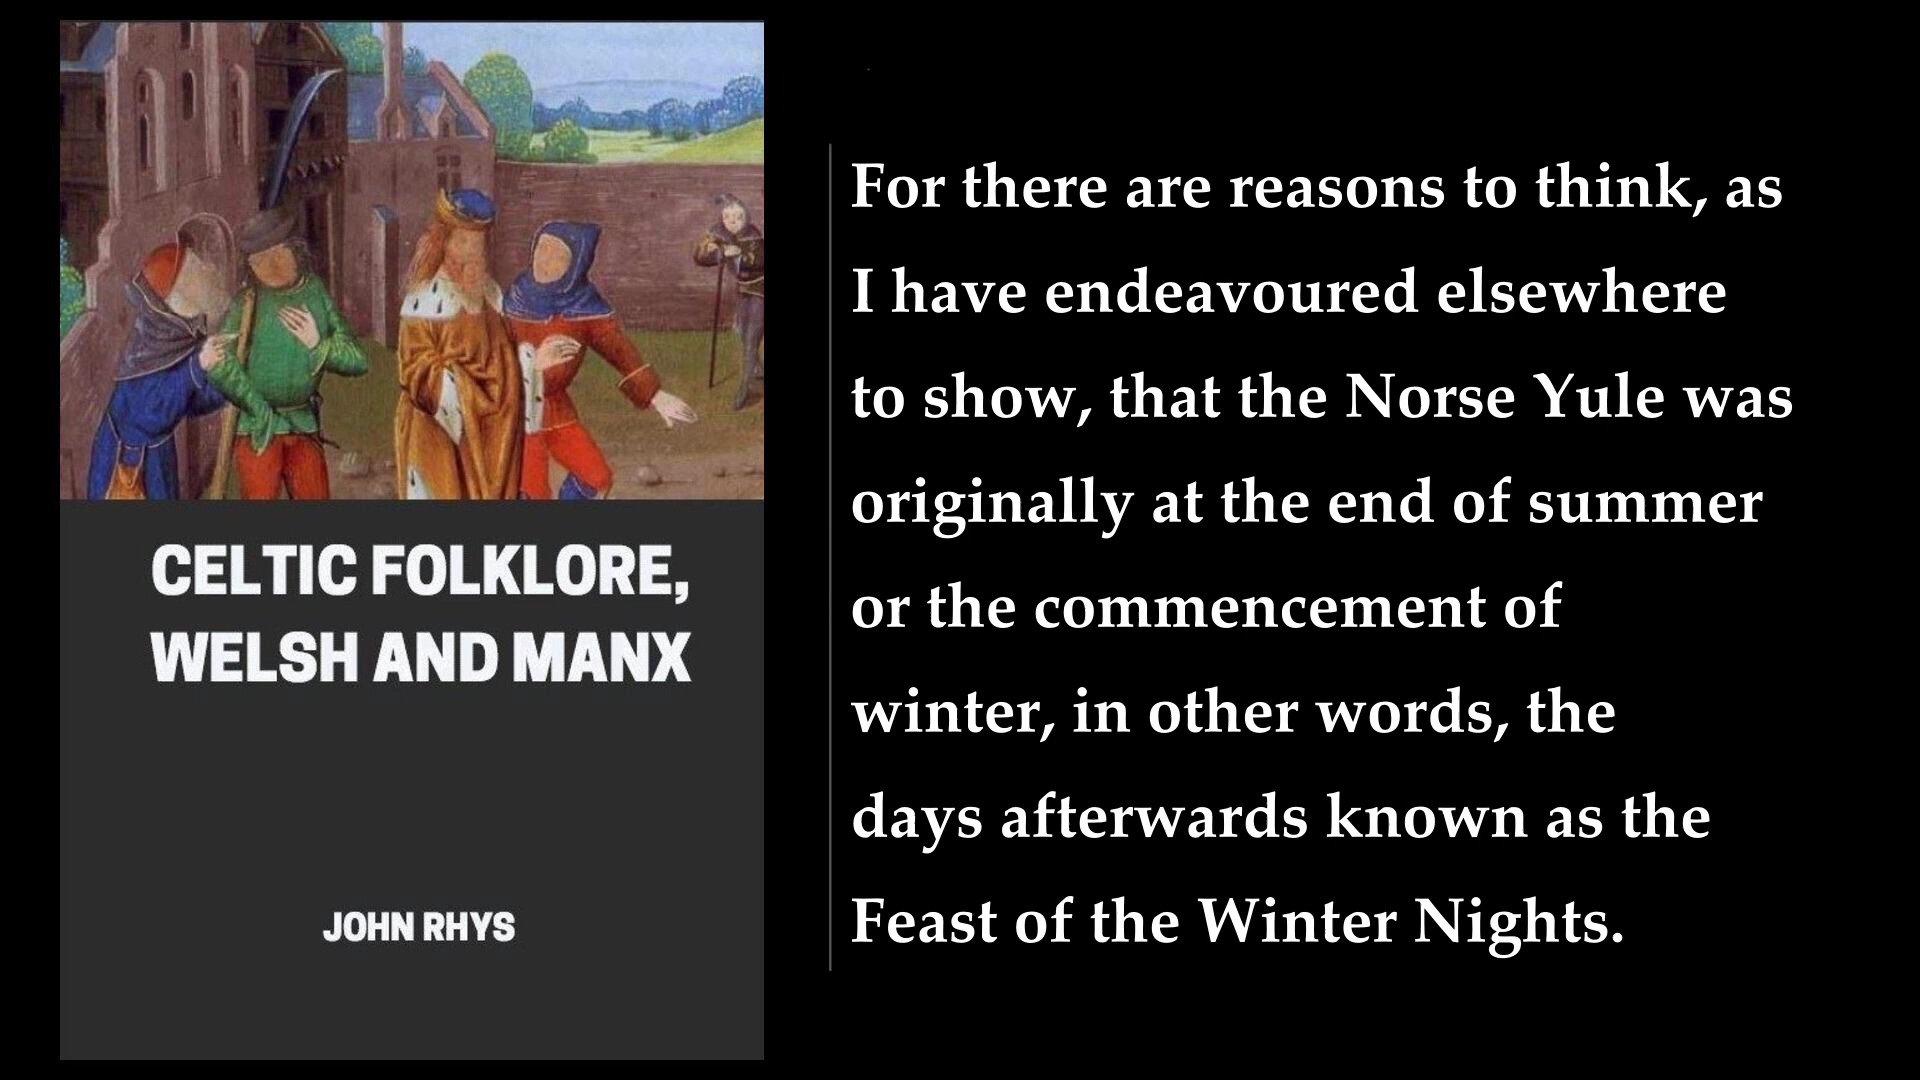 CELTIC FOLKLORE,
WELSH AND MANX
JOHN RHYS
For there are reasons to think, as
I have endeavoured elsewhere
to show, that the Norse Yule was
originally at the end of summer
or the commencement of
winter, in other words, the
days afterwards known as the
Feast of the Winter Nights.